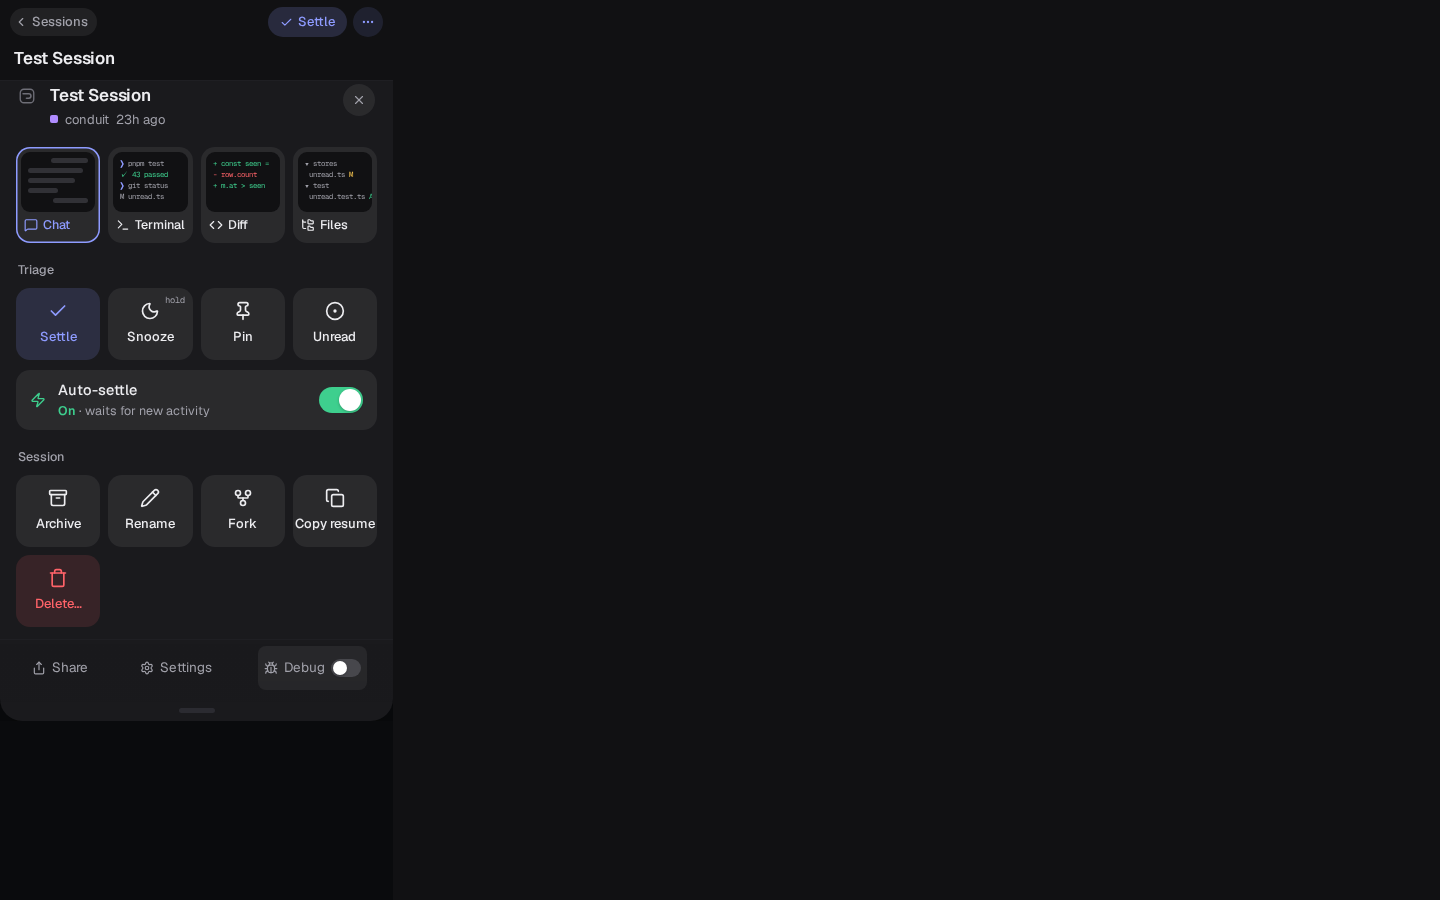 Sessions
Settle
Test Session
Test Session
conduit 23h ago
❯ pnpm test
✓ 43 passed
❯ git status
M unread.ts
+ const seen =
- row.count
+ m.at > seen
▾ stores
unread.ts M
▾ test
unread.test.ts
Chat
Terminal
Diff
Files
Triage
Settle
hold
Snooze
Pin
Unread
Auto-settle
On · waits for new activity
Session
Archive
Rename
Fork
Copy resume
Delete...
Share
Settings
Debug